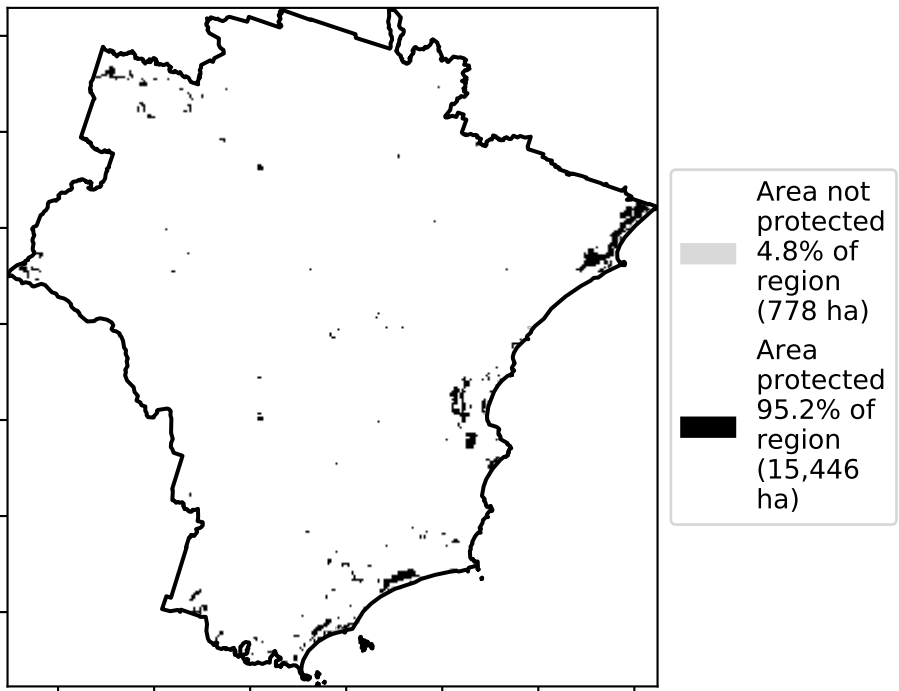 Area not
protected
4.8% of
region
(778 ha)
Area
protected
95.2% of
region
(15,446
ha)